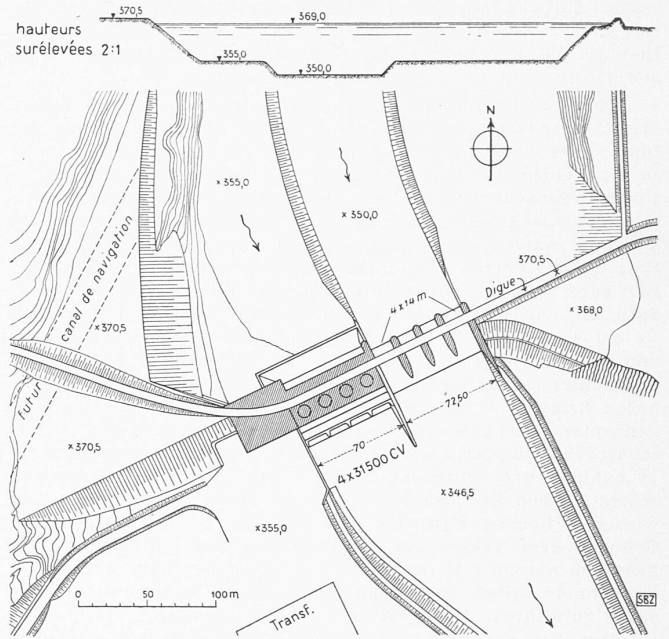 370,5
369,0
hauteurs
surélevées 2:1
355,0
350,0
N
× 355,0
× 350,0
futur canal de navigation
× 370,5
370,5
Digue
4 x 14 m
× 368,0
72,50
70
4 x 31500 CV
× 370,5
× 346,5
× 355,0
0 50 100 m
Transf.
SBZ